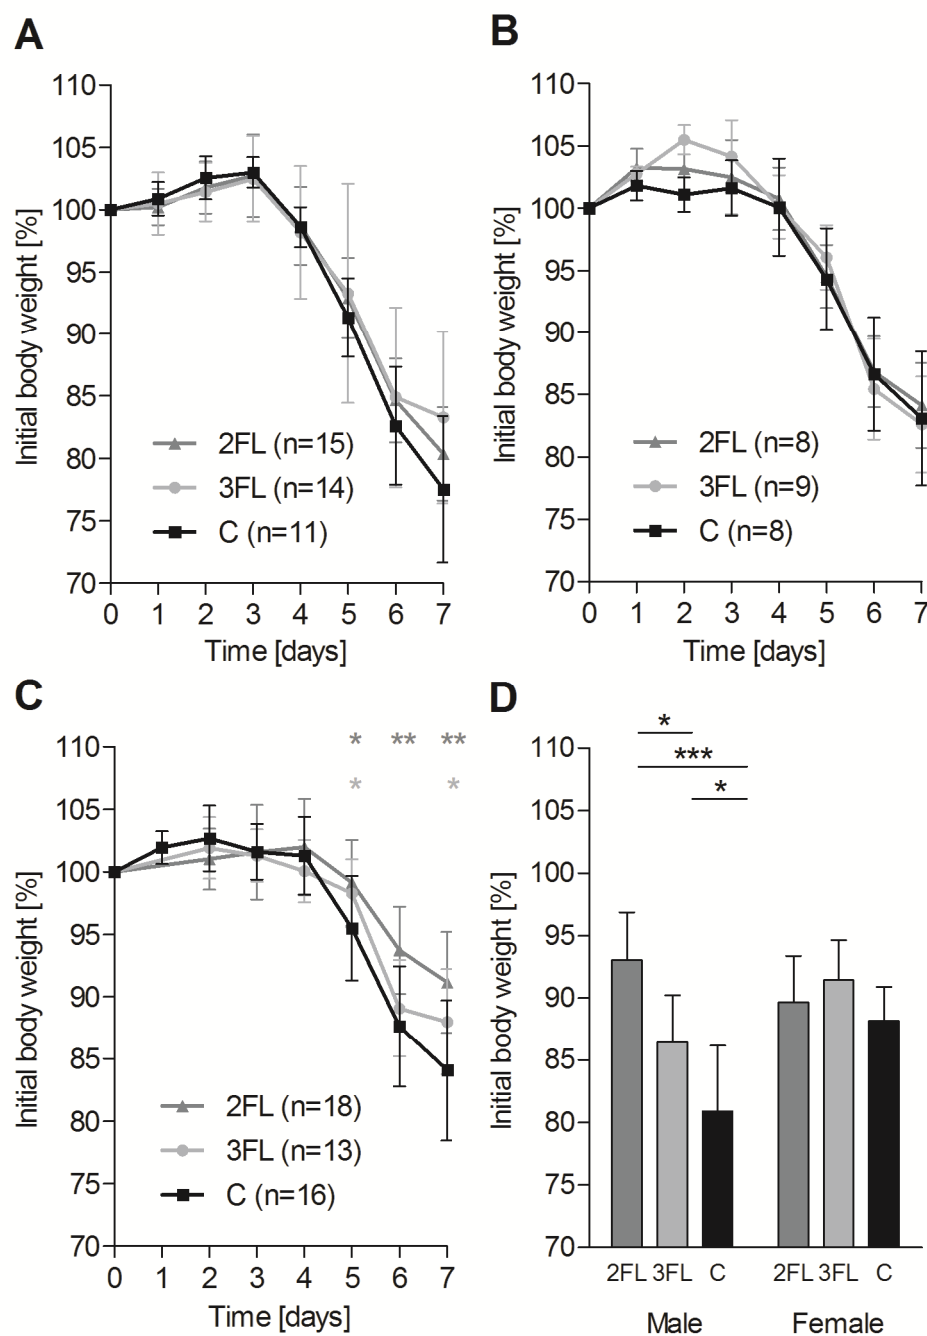 A
110
105
100
95
90
85
80
75
70
Initial body weight [%]
2FL (n=15)
3FL (n=14)
C (n=11)
0 1 2 3 4 5 6 7
Time [days]
B
110
105
100
95
90
85
80
75
70
Initial body weight [%]
2FL (n=8)
3FL (n=9)
C (n=8)
0 1 2 3 4 5 6 7
Time [days]
C
* ** **
* *
110
105
100
95
90
85
80
75
70
Initial body weight [%]
2FL (n=18)
3FL (n=13)
C (n=16)
0 1 2 3 4 5 6 7
Time [days]
D
*
***
*
110
105
100
95
90
85
80
75
70
Initial body weight [%]
2FL 3FL C 2FL 3FL C
Male Female